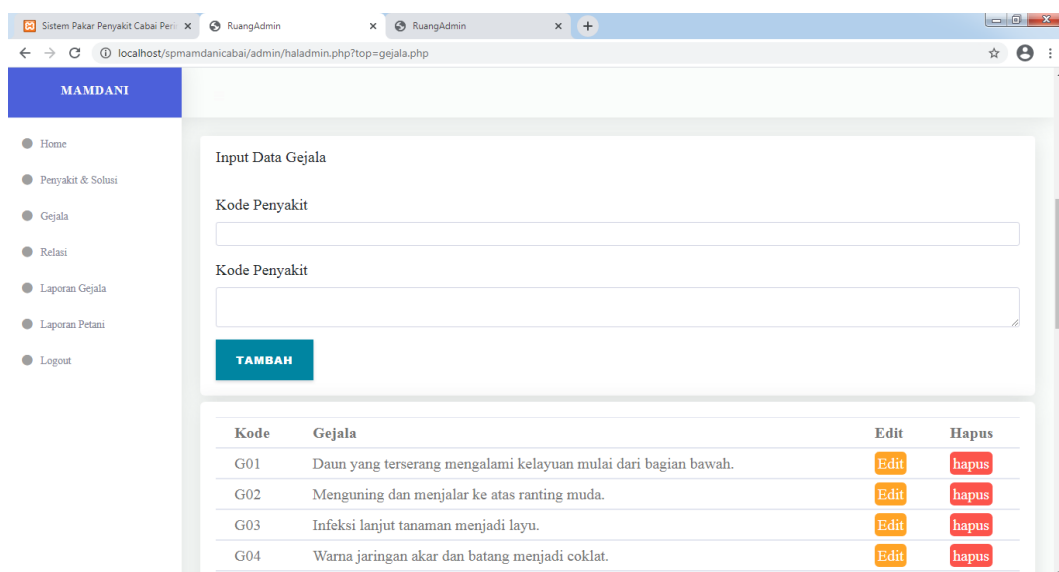 Sistem Pakar Penyakit Cabai Peri
RuangAdmin
RuangAdmin
localhost/spmamdanicabai/admin/haladmin.php?top=gejala.php
MAMDANI
Home
Penyakit & Solusi
Gejala
Relasi
Laporan Gejala
Laporan Petani
Logout
Input Data Gejala
Kode Penyakit
Kode Penyakit
TAMBAH
Kode Gejala Edit Hapus
G01 Daun yang terserang mengalami kelayuan mulai dari bagian bawah. Edit hapus
G02 Menguning dan menjalar ke atas ranting muda. Edit hapus
G03 Infeksi lanjut tanaman menjadi layu. Edit hapus
G04 Warna jaringan akar dan batang menjadi coklat. Edit hapus